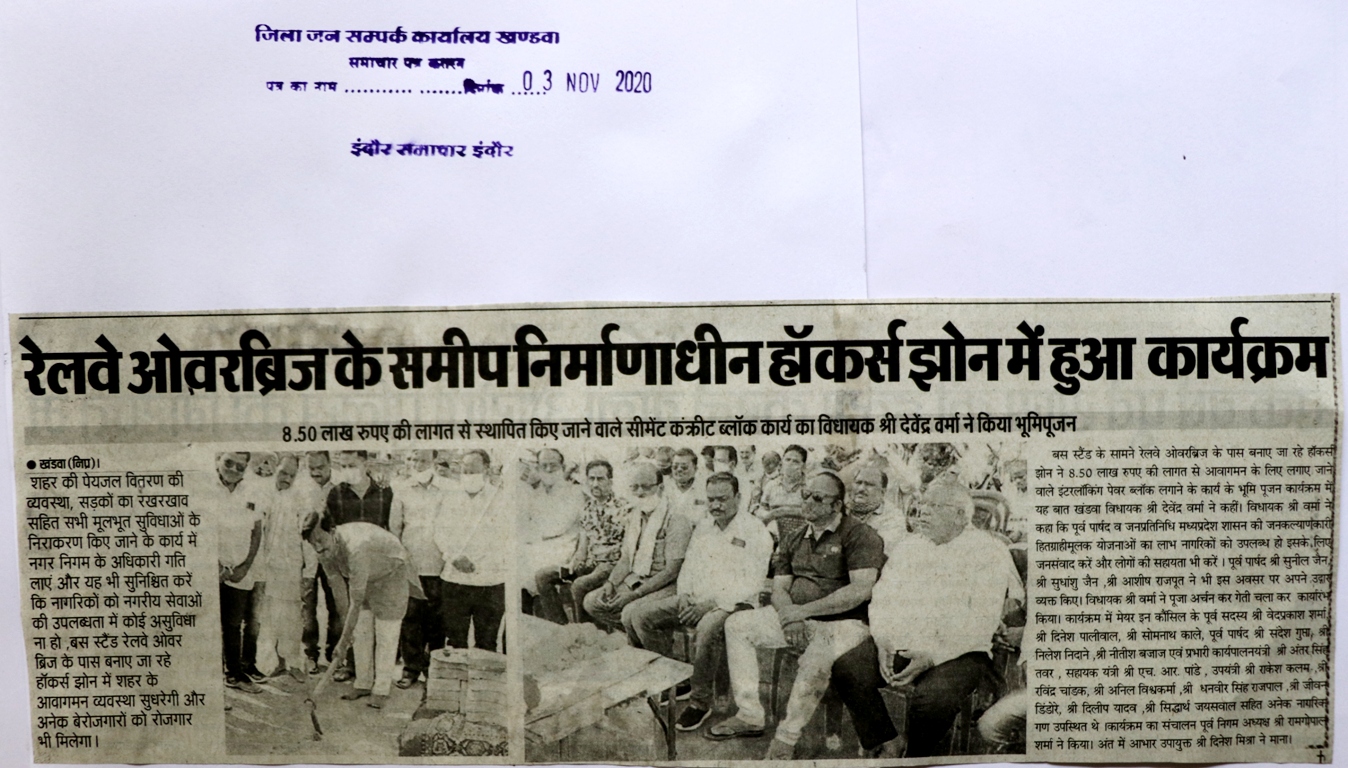 जिला जन सम्पर्क कार्यालय खण्डवा
समाचार पत्र कतरन
पत्र का नाम ........... .......दिनांक ...... 0 3 NOV 2020
इंदौर समाचार इंदौर
रेलवे ओवरब्रिज के समीप निर्माणाधीन हॉकर्स झोन में हुआ कार्यक्रम
8.50 लाख रुपए की लागत से स्थापित किए जाने वाले सीमेंट कंक्रीट ब्लॉक कार्य का विधायक श्री देवेंद्र वर्मा ने किया भूमिपूजन
● खंडवा (निप्र)।
शहर की पेयजल वितरण की
व्यवस्था, सड़कों का रखरखाव
सहित सभी मूलभूत सुविधाओं के
निराकरण किए जाने के कार्य में
नगर निगम के अधिकारी गति
लाएं और यह भी सुनिश्चित करें
कि नागरिकों को नगरीय सेवाओं
की उपलब्धता में कोई असुविधा
ना हो ,बस स्टैंड रेलवे ओवर
ब्रिज के पास बनाए जा रहे
हॉकर्स झोन में शहर के
आवागमन व्यवस्था सुधरेगी और
अनेक बेरोजगारों को रोजगार
भी मिलेगा।
बस स्टैंड के सामने रेलवे ओवरब्रिज के पास बनाए जा रहे हॉकर्स
झोन ने 8.50 लाख रुपए की लागत से आवागमन के लिए लगाए जाने
वाले इंटरलॉकिंग पेवर ब्लॉक लगाने के कार्य के भूमि पूजन कार्यक्रम में
यह बात खंडवा विधायक श्री देवेंद्र वर्मा ने कहीं। विधायक श्री वर्मा ने
कहा कि पूर्व पार्षद व जनप्रतिनिधि मध्यप्रदेश शासन की जनकल्याणकारी
हितग्राहीमूलक योजनाओं का लाभ नागरिकों को उपलब्ध हो इसके लिए
जनसंवाद करें और लोगों की सहायता भी करें । पूर्व पार्षद श्री सुनील जैन,
श्री सुधांशु जैन ,श्री आशीष राजपूत ने भी इस अवसर पर अपने उद्गार
व्यक्त किए। विधायक श्री वर्मा ने पूजा अर्चन कर गेती चला कर कार्यारंभ
किया। कार्यक्रम में मेयर इन कौंसिल के पूर्व सदस्य श्री वेदप्रकाश शर्मा,
श्री दिनेश पालीवाल, श्री सोमनाथ काले, पूर्व पार्षद श्री संदेश गुप्ता, श्री
निलेश निदाने ,श्री नीतीश बजाज एवं प्रभारी कार्यपालनयंत्री श्री अंतर सिंह
तवर , सहायक यंत्री श्री एच. आर. पांडे , उपयंत्री श्री राकेश कलम ,श्री
रविंद्र चांडक, श्री अनिल विश्वकर्मा ,श्री धनवीर सिंह राजपाल ,श्री जीवन
डिंडोरे, श्री दिलीप यादव ,श्री सिद्धार्थ जयसवाल सहित अनेक नागरिक
गण उपस्थित थे ।कार्यक्रम का संचालन पूर्व निगम अध्यक्ष श्री रामगोपाल
शर्मा ने किया। अंत में आभार उपायुक्त श्री दिनेश मिश्रा ने माना।